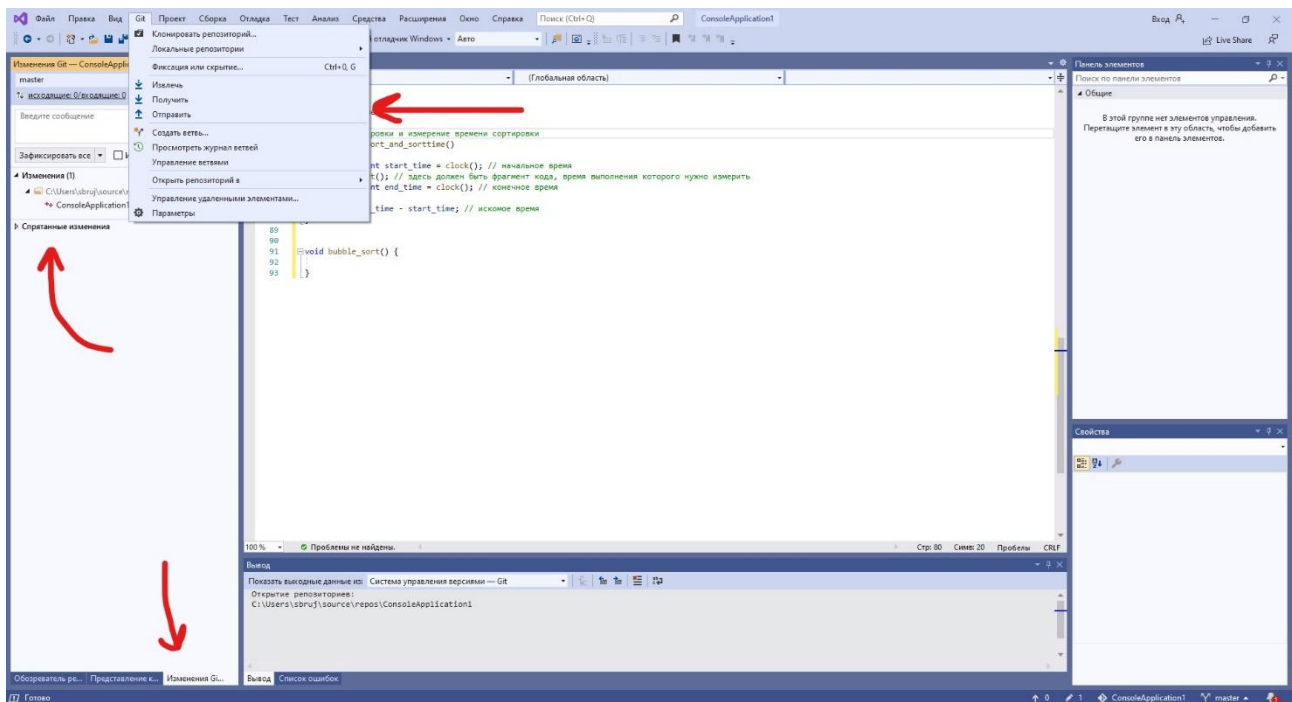 Файл Правка Вид Git Проект Сборка Отладка Тест Анализ Средства Расширения Окно Справка Поиск (Ctrl+Q) ConsoleApplication1 Вход
отладчик Windows Авто Live Share
Клонировать репозиторий...
Локальные репозитории
Фиксация или скрытие... Ctrl+0, G
Извлечь
Получить
Отправить
Создать ветвь...
Просмотреть журнал ветвей
Управление ветвями
Открыть репозиторий в
Управление удаленными элементами...
Параметры
Изменения Git — ConsoleAppli
master
исходящие: 0/входящие: 0
Введите сообщение
Зафиксировать все
Изменения (1)
C:\Users\sbruj\source\r
ConsoleApplication1
Спрятанные изменения
(Глобальная область)
ровки и измерение времени сортировки
ort_and_sorttime()
nt start_time = clock(); // начальное время
t(); // здесь должен быть фрагмент кода, время выполнения которого нужно измерить
nt end_time = clock(); // конечное время
_time - start_time; // искомое время
89 }
90
91 void bubble_sort() {
92
93 }
100 % Проблемы не найдены. Стр: 80 Симв: 20 Пробелы CRLF
Вывод
Показать выходные данные из: Система управления версиями — Git
Открытие репозиториев:
C:\Users\sbruj\source\repos\ConsoleApplication1
Панель элементов
Поиск по панели элементов
Общие
В этой группе нет элементов управления.
Перетащите элемент в эту область, чтобы добавить
его в панель элементов.
Свойства
Обозреватель ре... Представление к... Изменения Gi... Вывод Список ошибок
Готово 0 1 ConsoleApplication1 master